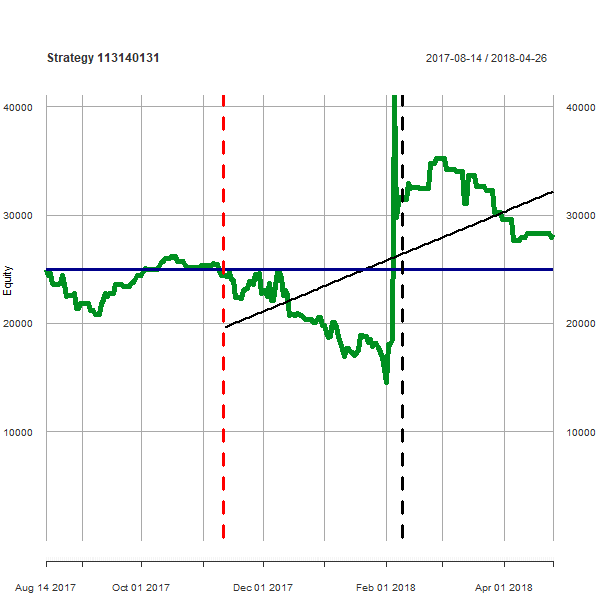 Strategy 113140131
2017-08-14 / 2018-04-26
40000
40000
30000
30000
Equity
20000
20000
10000
10000
Aug 14 2017
Oct 01 2017
Dec 01 2017
Feb 01 2018
Apr 01 2018